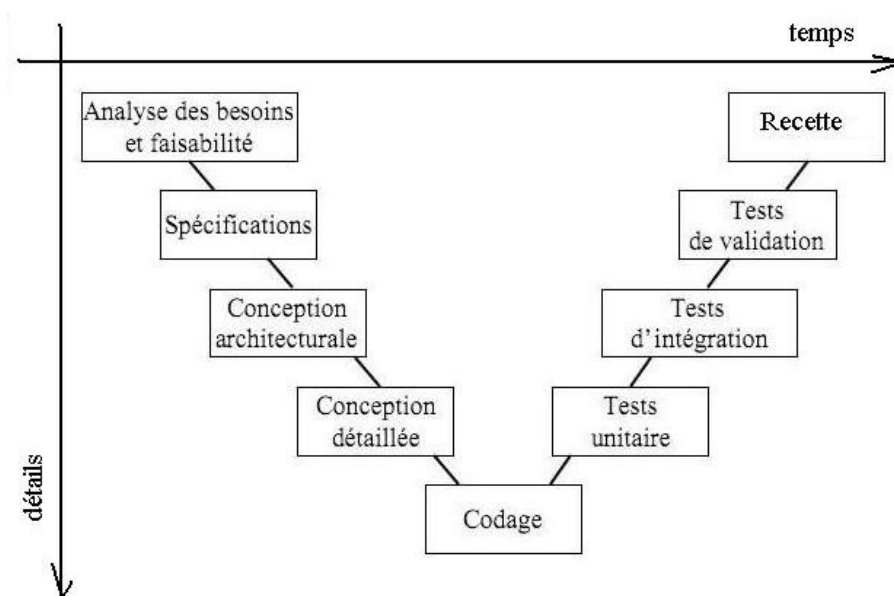 temps
Analyse des besoins
et faisabilité
Recette
Spécifications
Tests
de validation
Conception
architecturale
Tests
d'intégration
Conception
détaillée
Tests
unitaire
Codage
détails